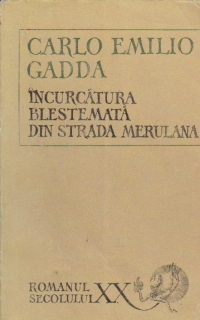 CARLO EMILIO
GADDA
ÎNCURCĂTURA
BLESTEMATĂ
DIN STRADA MERULANA
ROMANUL
SECOLULUI XX